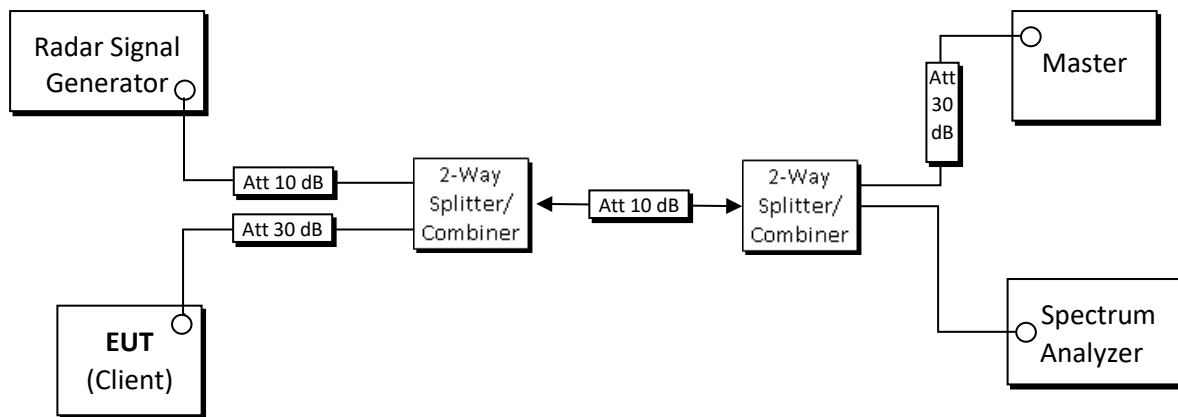 Radar Signal
Generator
Att 10 dB
Att 30 dB
EUT
(Client)
2-Way
Splitter/
Combiner
Att 10 dB
2-Way
Splitter/
Combiner
Att
30
dB
Master
Spectrum
Analyzer